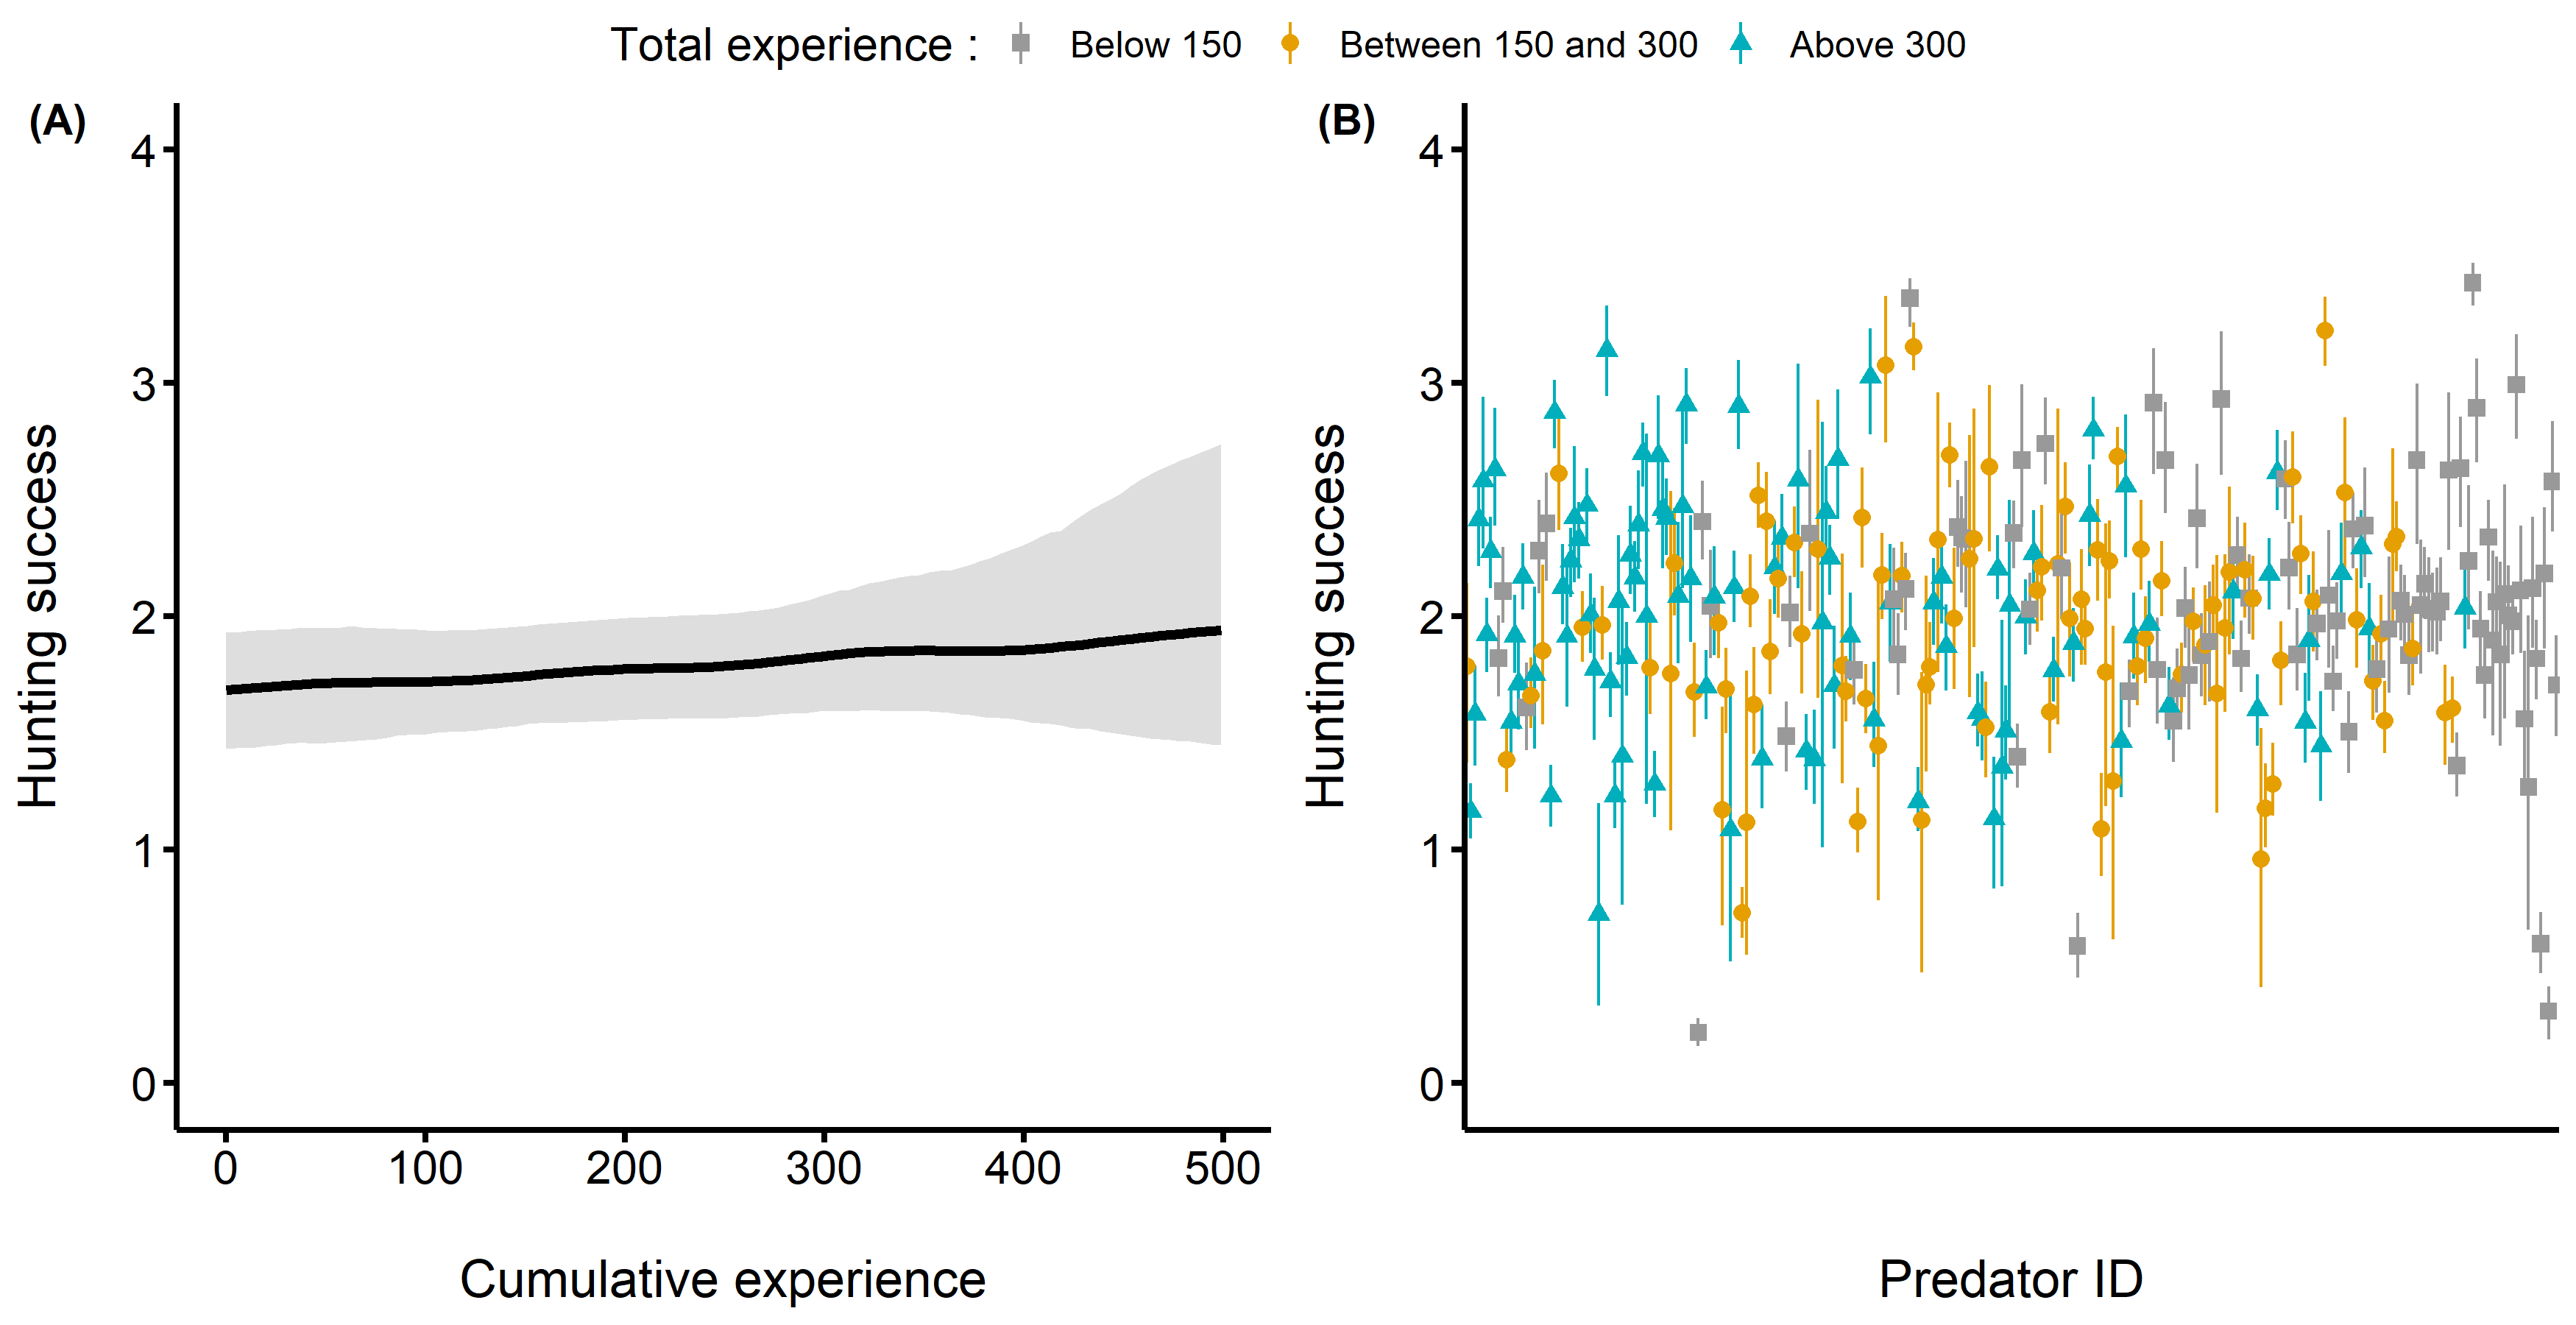 Total experience : Below 150 Between 150 and 300 Above 300
(A)
4
3
2
1
0
Hunting success
0 100 200 300 400 500
Cumulative experience
(B)
4
3
2
1
0
Hunting success
Predator ID